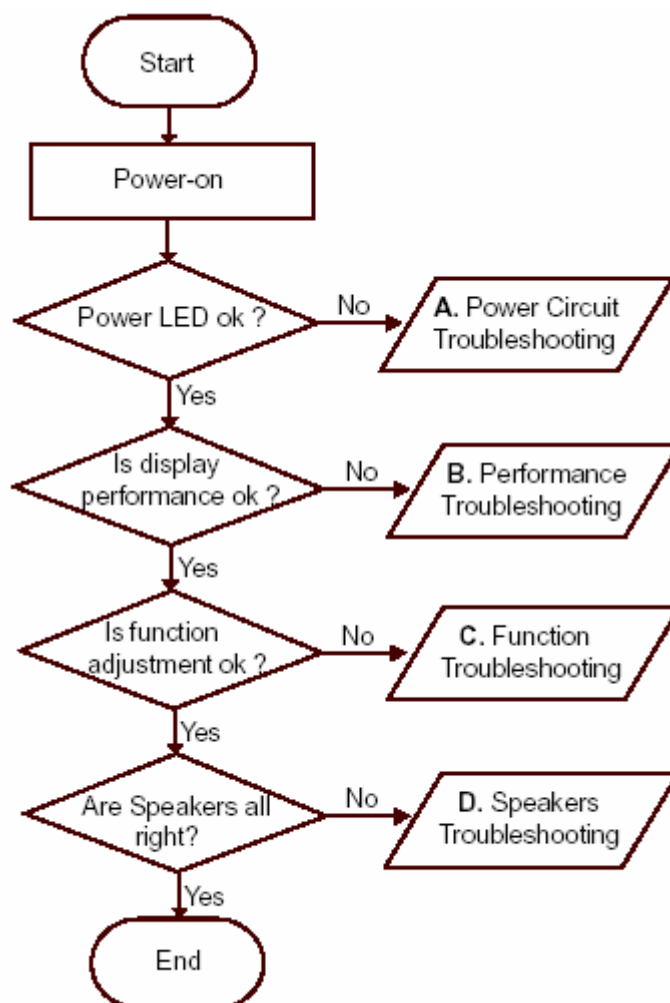 Start
Power-on
Power LED ok ?
No
A. Power Circuit
Troubleshooting
Yes
Is display
performance ok ?
No
B. Performance
Troubleshooting
Yes
Is function
adjustment ok ?
No
C. Function
Troubleshooting
Yes
Are Speakers all
right?
No
D. Speakers
Troubleshooting
Yes
End